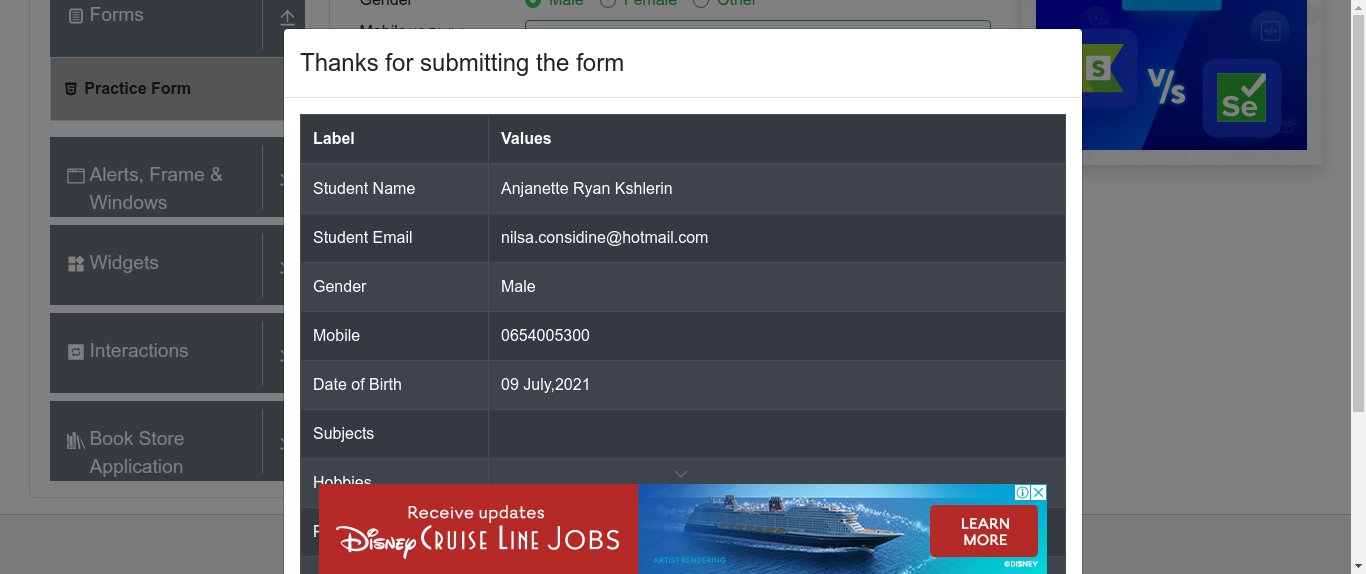 Forms
Gender
Male
Female
Other
Thanks for submitting the form
Practice Form
S
V/s
Se
Label Values
Student Name Anjanette Ryan Kshlerin
Student Email nilsa.considine@hotmail.com
Gender Male
Mobile 0654005300
Date of Birth 09 July,2021
Subjects
Hobbies
Alerts, Frame &
Windows
Widgets
Interactions
Book Store
Application
Receive updates
Disney CRUISE LINE JOBS
ARTIST RENDERING
LEARN
MORE
©DISNEY